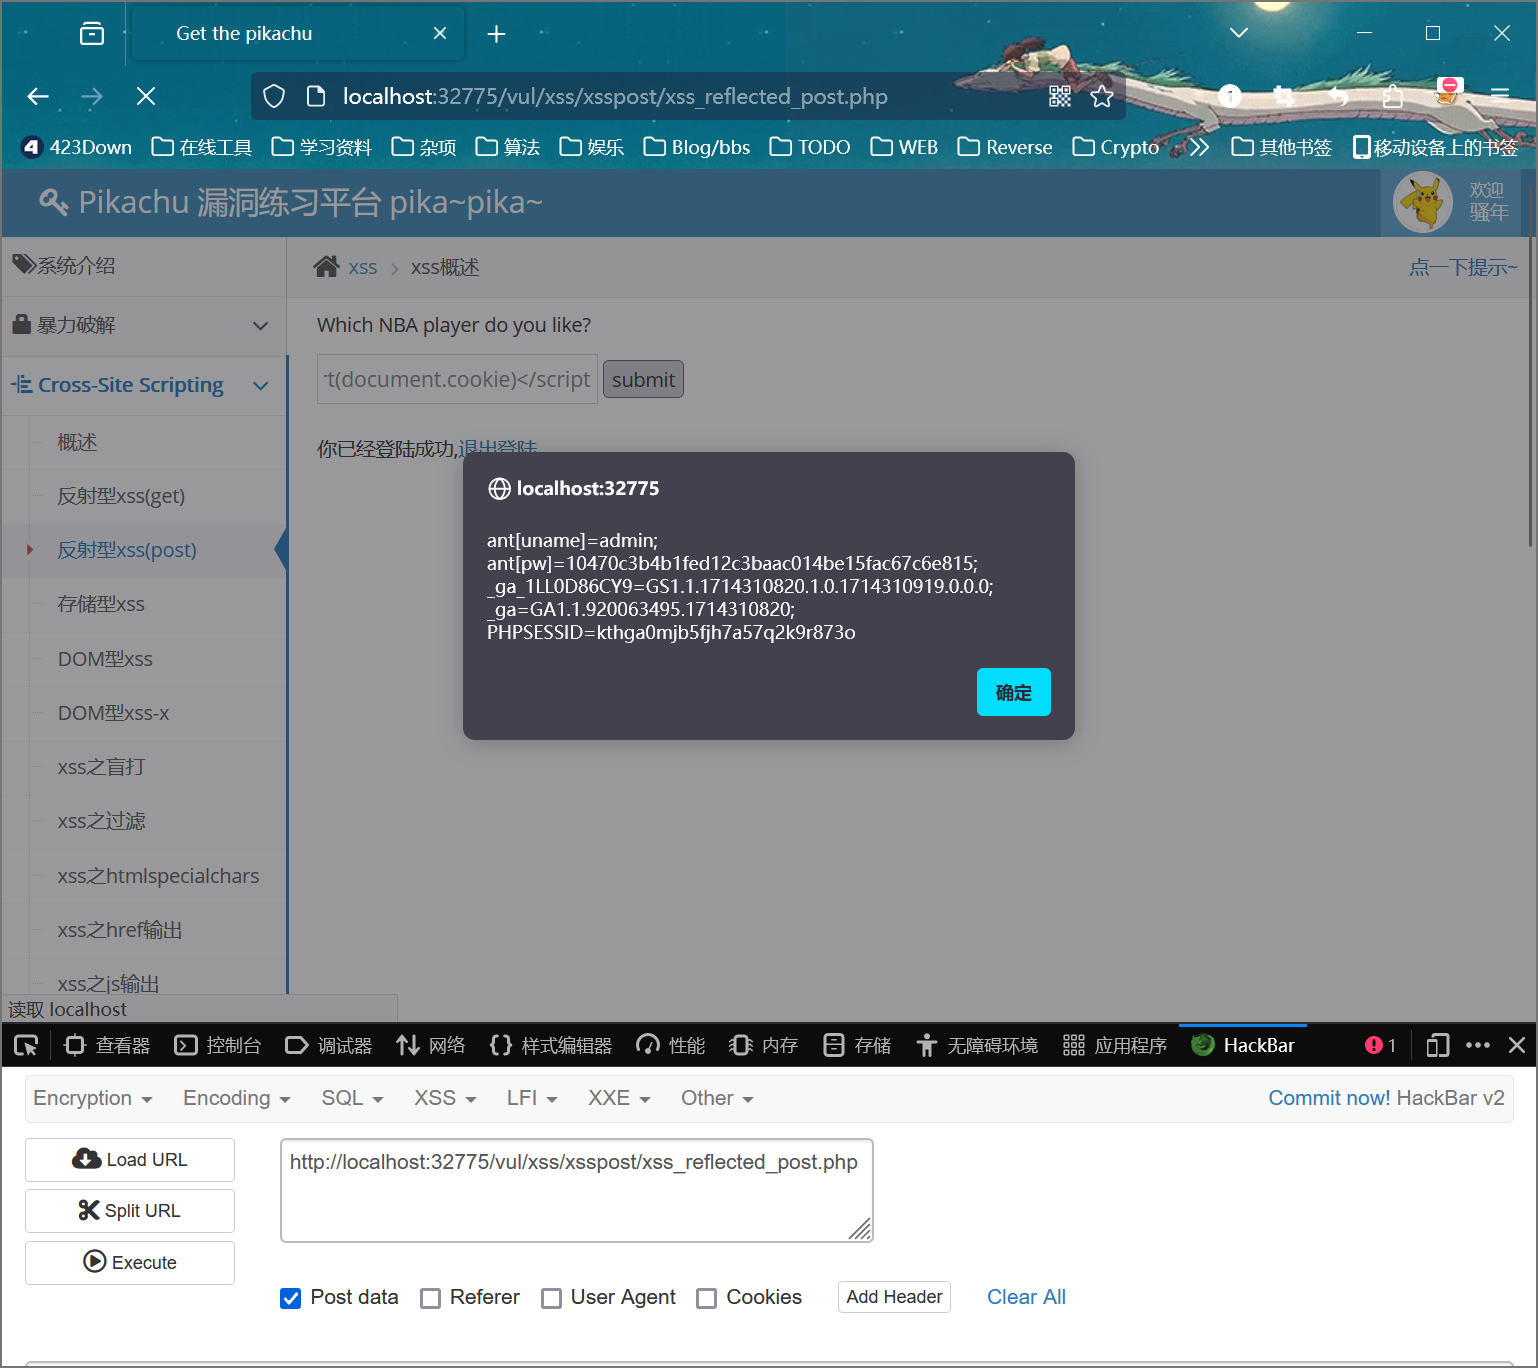 Get the pikachu
localhost:32775/vul/xss/xsspost/xss_reflected_post.php
423Down 在线工具 学习资料 杂项 算法 娱乐 Blog/bbs TODO WEB Reverse Crypto 其他书签 移动设备上的书签
Pikachu 漏洞练习平台 pika~pika~
欢迎
骚年
系统介绍
xss > xss概述
点一下提示~
暴力破解
Which NBA player do you like?
Cross-Site Scripting
t(document.cookie)</script
submit
概述
你已经登陆成功,退出登陆
反射型xss(get)
localhost:32775
反射型xss(post)
ant[uname]=admin;
ant[pw]=10470c3b4b1fed12c3baac014be15fac67c6e815;
_ga_1LL0D86CY9=GS1.1.1714310820.1.0.1714310919.0.0.0;
_ga=GA1.1.920063495.1714310820;
PHPSESSID=kthga0mjb5fjh7a57q2k9r873o
确定
存储型xss
DOM型xss
DOM型xss-x
xss之盲打
xss之过滤
xss之htmlspecialchars
xss之href输出
xss之js输出
读取 localhost
查看器 控制台 调试器 网络 样式编辑器 性能 内存 存储 无障碍环境 应用程序 HackBar 1
Encryption Encoding SQL XSS LFI XXE Other Commit now! HackBar v2
Load URL
http://localhost:32775/vul/xss/xsspost/xss_reflected_post.php
Split URL
Execute
Post data Referer User Agent Cookies Add Header Clear All